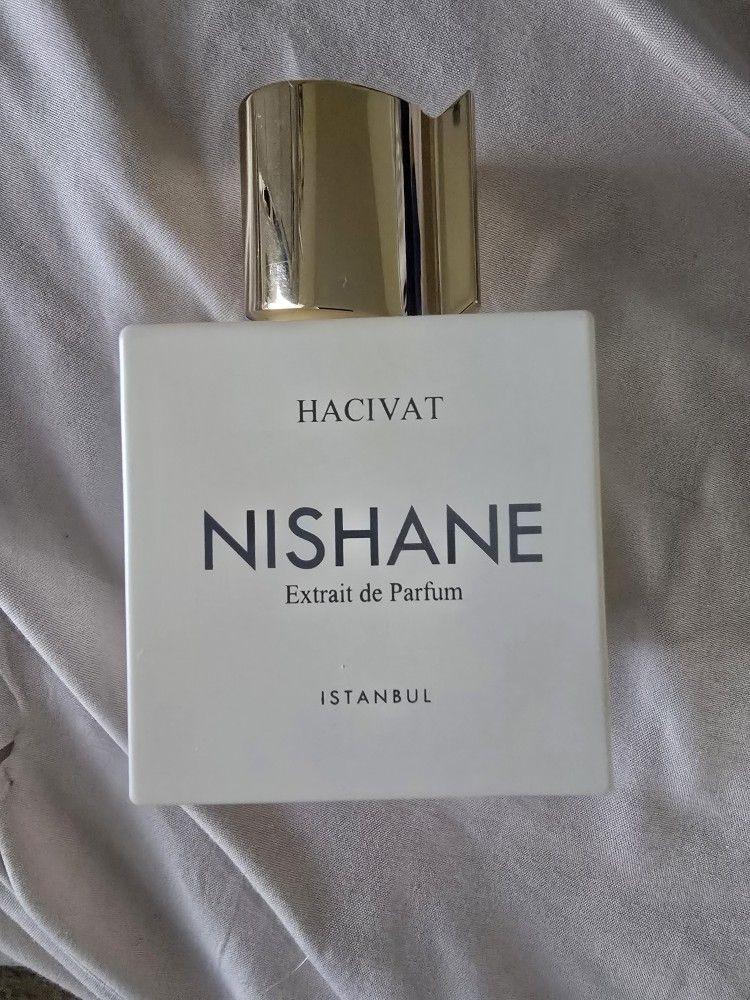 HACIVAT
NISHANE
Extrait de Parfum
ISTANBUL